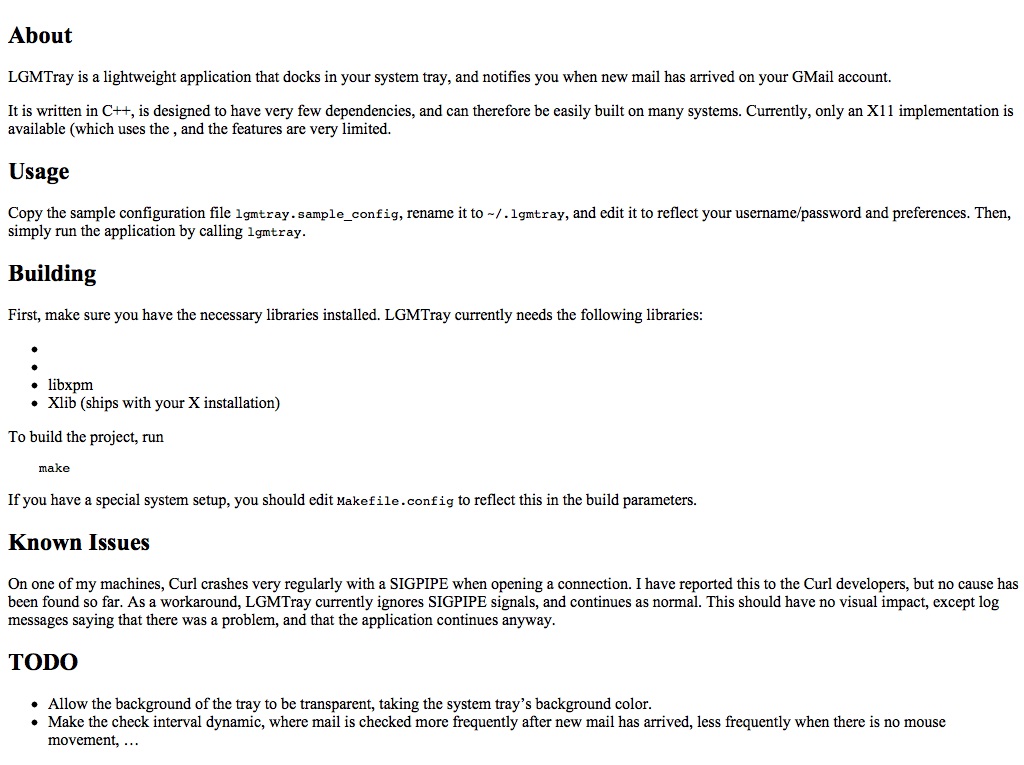 About
LGMTray is a lightweight application that docks in your system tray, and notifies you when new mail has arrived on your GMail account.
It is written in C++, is designed to have very few dependencies, and can therefore be easily built on many systems. Currently, only an X11 implementation is
available (which uses the , and the features are very limited.
Usage
Copy the sample configuration file lgmtray.sample_config, rename it to ~/.lgmtray, and edit it to reflect your username/password and preferences. Then,
simply run the application by calling lgmtray.
Building
First, make sure you have the necessary libraries installed. LGMTray currently needs the following libraries:
•
•
• libxpm
• Xlib (ships with your X installation)
To build the project, run
make
If you have a special system setup, you should edit Makefile.config to reflect this in the build parameters.
Known Issues
On one of my machines, Curl crashes very regularly with a SIGPIPE when opening a connection. I have reported this to the Curl developers, but no cause has
been found so far. As a workaround, LGMTray currently ignores SIGPIPE signals, and continues as normal. This should have no visual impact, except log
messages saying that there was a problem, and that the application continues anyway.
TODO
• Allow the background of the tray to be transparent, taking the system tray’s background color.
• Make the check interval dynamic, where mail is checked more frequently after new mail has arrived, less frequently when there is no mouse
movement, …